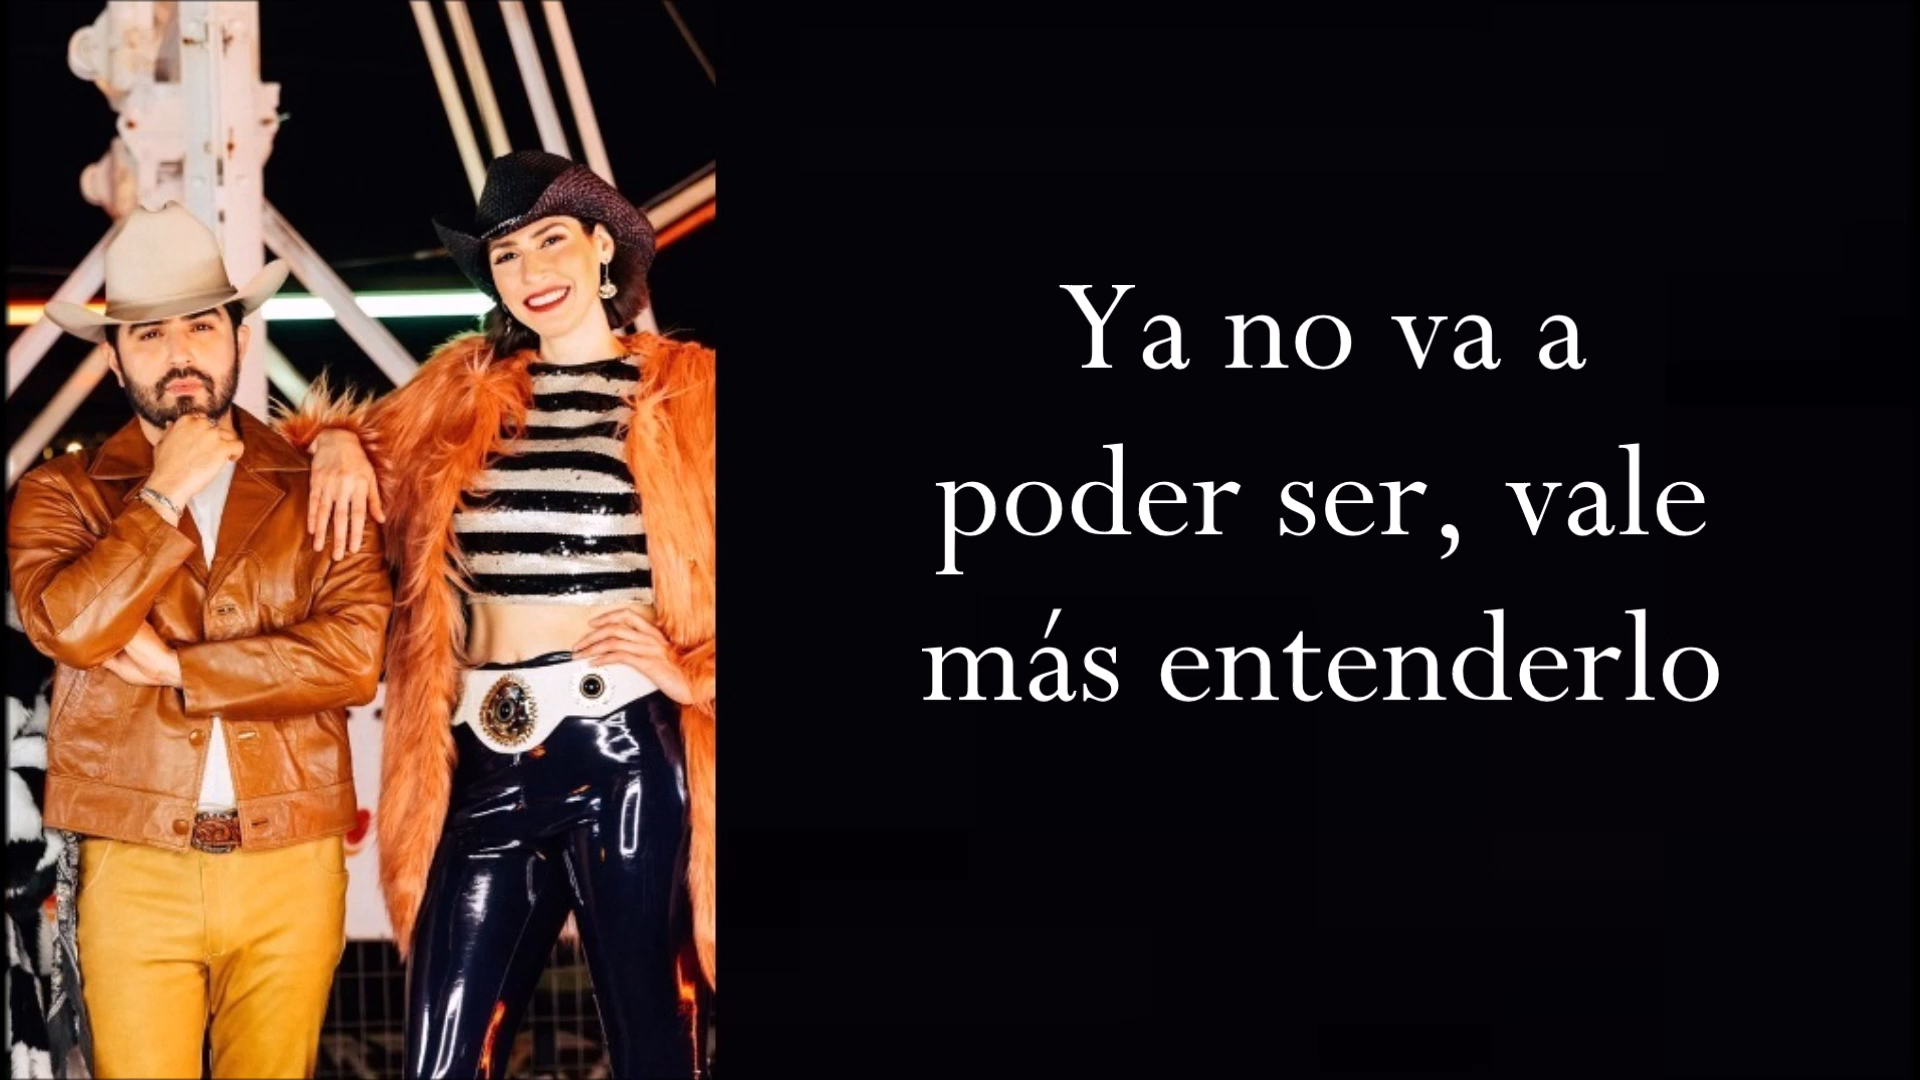 Ya no va a
poder ser, vale
más entenderlo